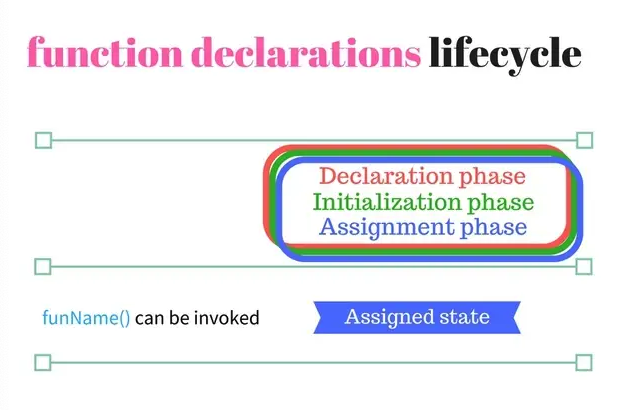 function declarations lifecycle
Declaration phase
Initialization phase
Assignment phase
funName() can be invoked
Assigned state